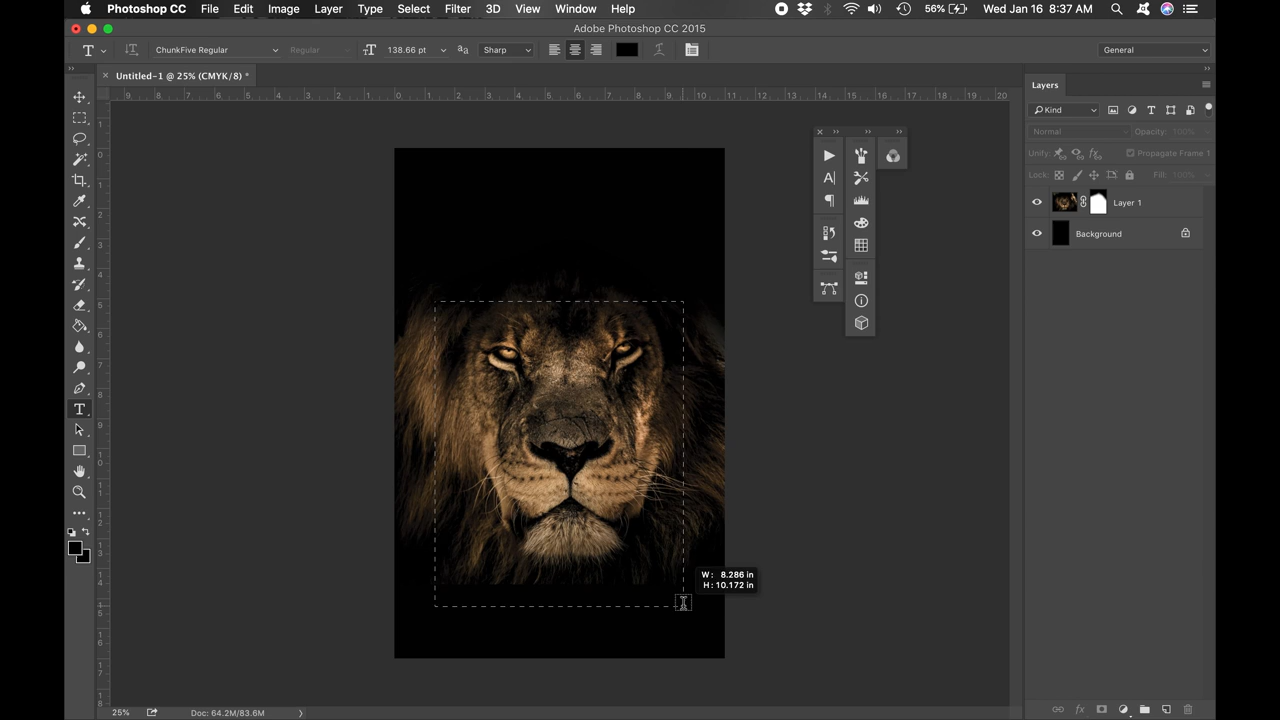 Photoshop CC File Edit Image Layer Type Select Filter 3D View Window Help 56% Wed Jan 16 8:37 AM
Adobe Photoshop CC 2015
T ChunkFive Regular Regular 138.66 pt Sharp General
Untitled-1 @ 25% (CMYK/8) *
Layers
Kind
Normal Opacity: 100%
Unify: Propagate Frame 1
Lock: Fill: 100%
Layer 1
Background
W: 8.286 in
H: 10.172 in
25% Doc: 64.2M/83.6M